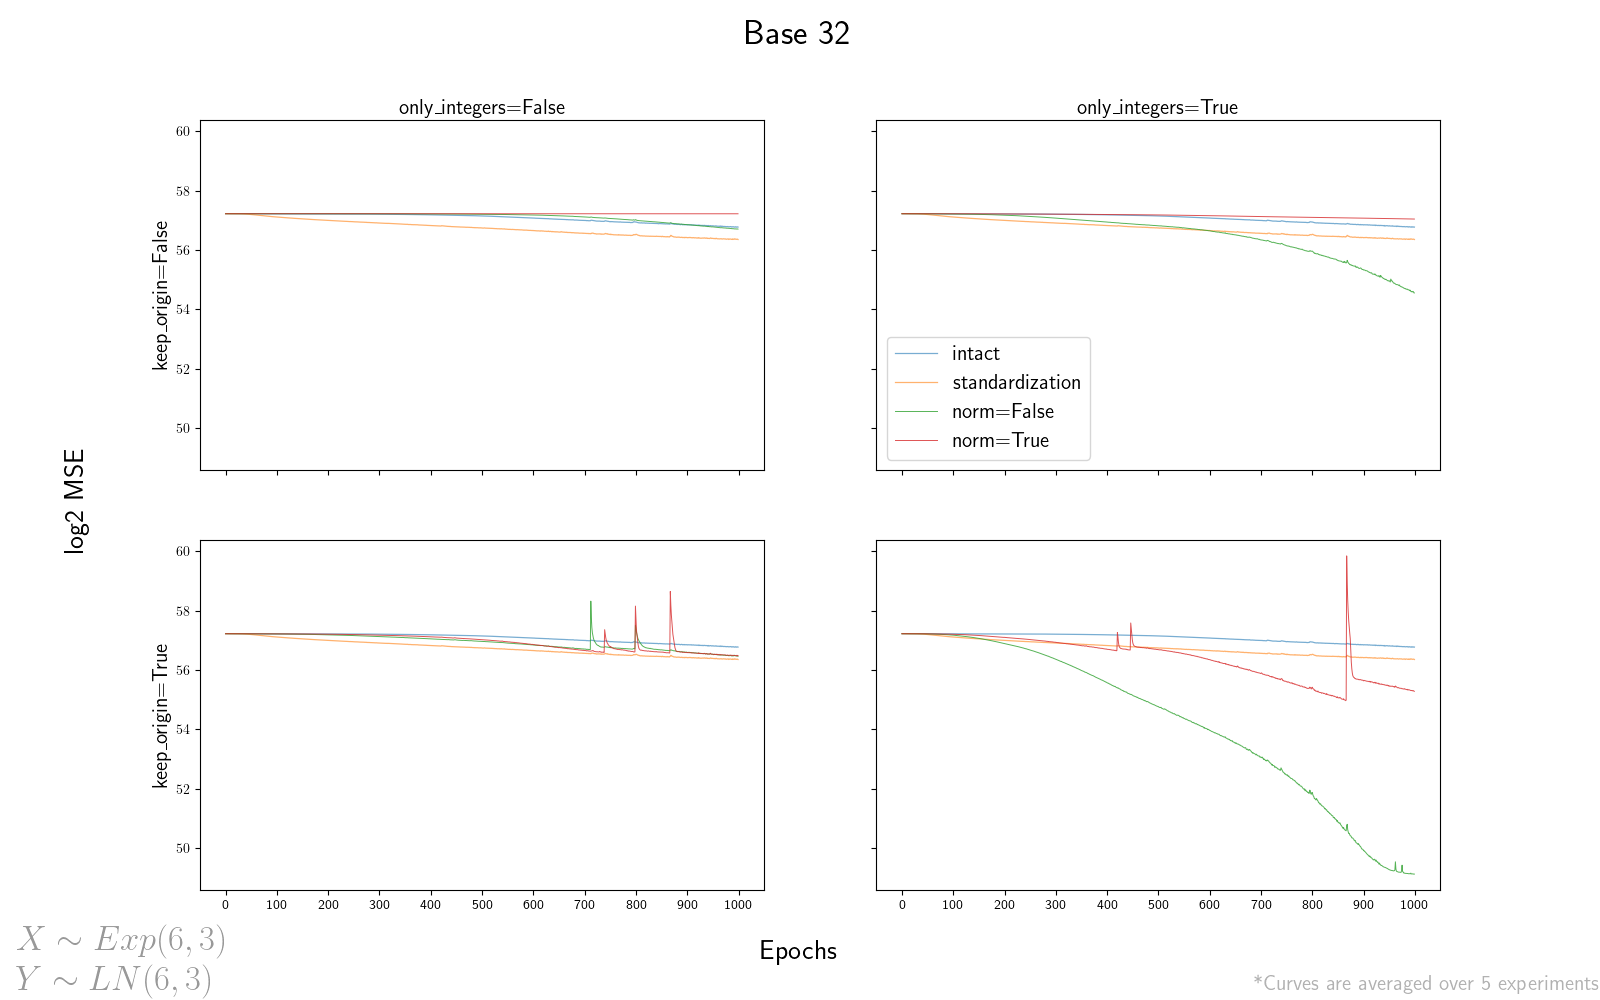 Base 32
only_integers=False
only_integers=True
60
58
56
54
52
50
keep_origin=False
intact
standardization
norm=False
norm=True
log2 MSE
60
58
56
54
52
50
keep_origin=True
0 100 200 300 400 500 600 700 800 900 1000
0 100 200 300 400 500 600 700 800 900 1000
X ∼ Exp(6, 3)
Y ∼ LN(6, 3)
Epochs
*Curves are averaged over 5 experiments